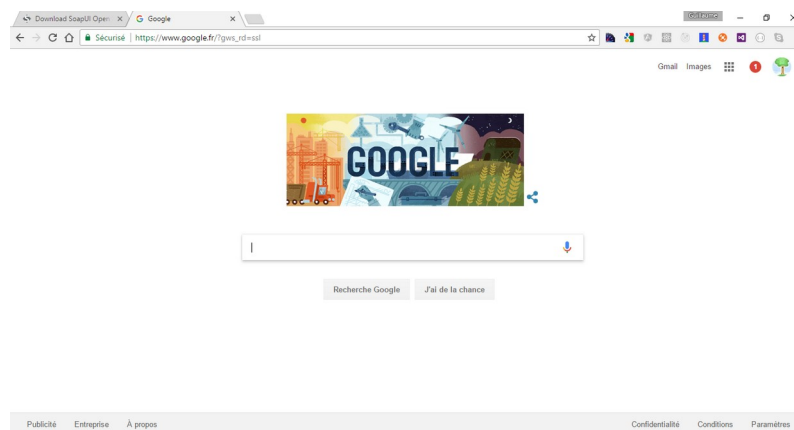 Download SoapUI Open
Google
Guillaume
Sécurisé | https://www.google.fr/?gws_rd=ssl
Gmail Images 1
GOOGLE
Recherche Google J'ai de la chance
Publicité Entreprise À propos Confidentialité Conditions Paramètres